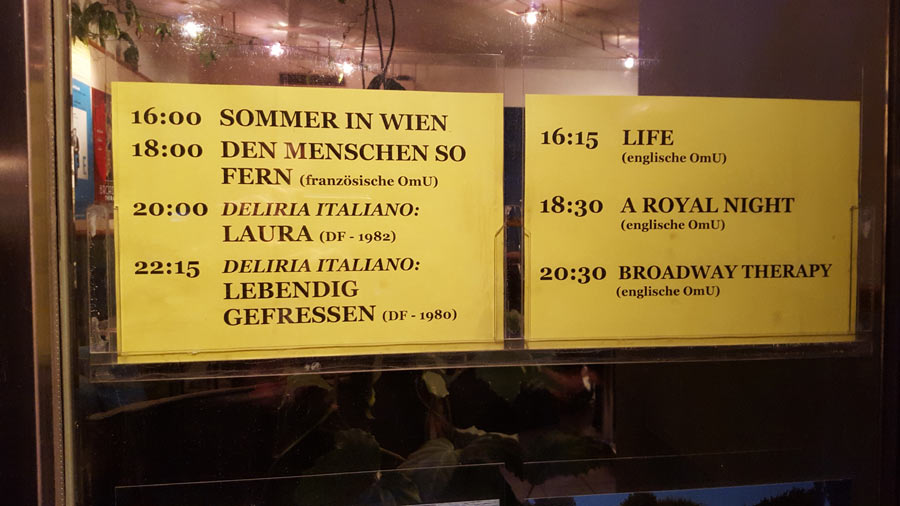 16:00 SOMMER IN WIEN
18:00 DEN MENSCHEN SO
FERN (französische OmU)
20:00 DELIRIA ITALIANO:
LAURA (DF - 1982)
22:15 DELIRIA ITALIANO:
LEBENDIG
GEFRESSEN (DF - 1980)
16:15 LIFE
(englische OmU)
18:30 A ROYAL NIGHT
(englische OmU)
20:30 BROADWAY THERAPY
(englische OmU)